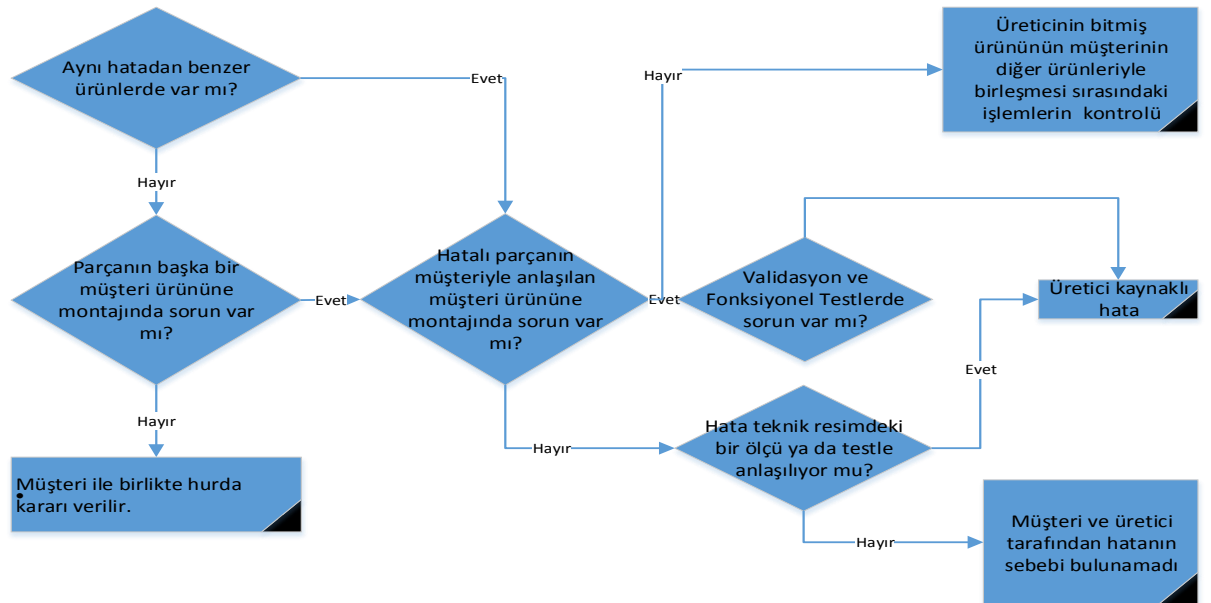 Aynı hatadan benzer
ürünlerde var mı?
Evet
Hayır
Üreticinin bitmiş
ürününün müşterinin
diğer ürünleriyle
birleşmesi sırasındaki
işlemlerin kontrolü
Hayır
Parçanın başka bir
müşteri ürününe
montajında sorun var
mı?
Evet
Hatalı parçanın
müşteriyle anlaşılan
müşteri ürününe
montajında sorun var
mı?
Evet
Validasyon ve
Fonksiyonel Testlerde
sorun var mı?
Üretici kaynaklı
hata
Evet
Hayır
Hayır
Hata teknik resimdeki
bir ölçü ya da testle
anlaşılıyor mu?
Müşteri ile birlikte hurda
kararı verilir.
Hayır
Müşteri ve üretici
tarafından hatanın
sebebi bulunamadı